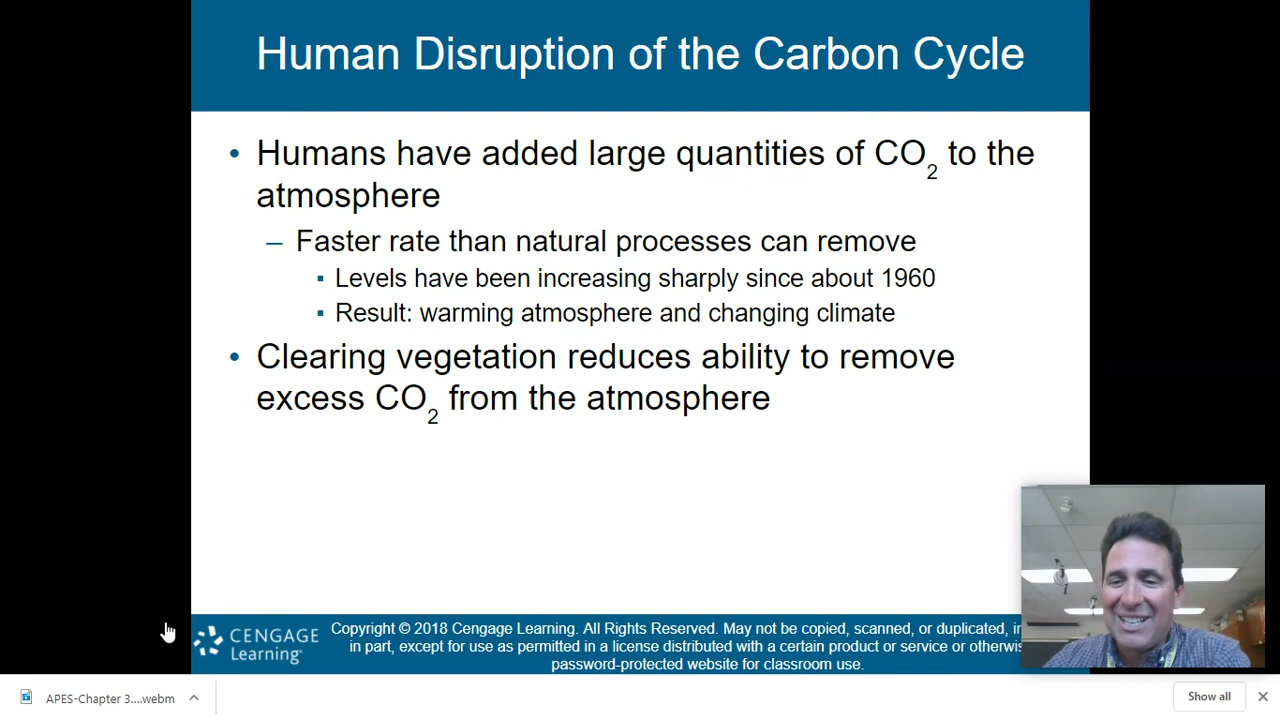 Human Disruption of the Carbon Cycle
• Humans have added large quantities of CO₂ to the
atmosphere
– Faster rate than natural processes can remove
▪ Levels have been increasing sharply since about 1960
▪ Result: warming atmosphere and changing climate
• Clearing vegetation reduces ability to remove
excess CO₂ from the atmosphere
CENGAGE
Learning
Copyright © 2018 Cengage Learning. All Rights Reserved. May not be copied, scanned, or duplicated, in
in part, except for use as permitted in a license distributed with a certain product or service or otherwis
password-protected website for classroom use.
APES-Chapter 3....webm
Show all